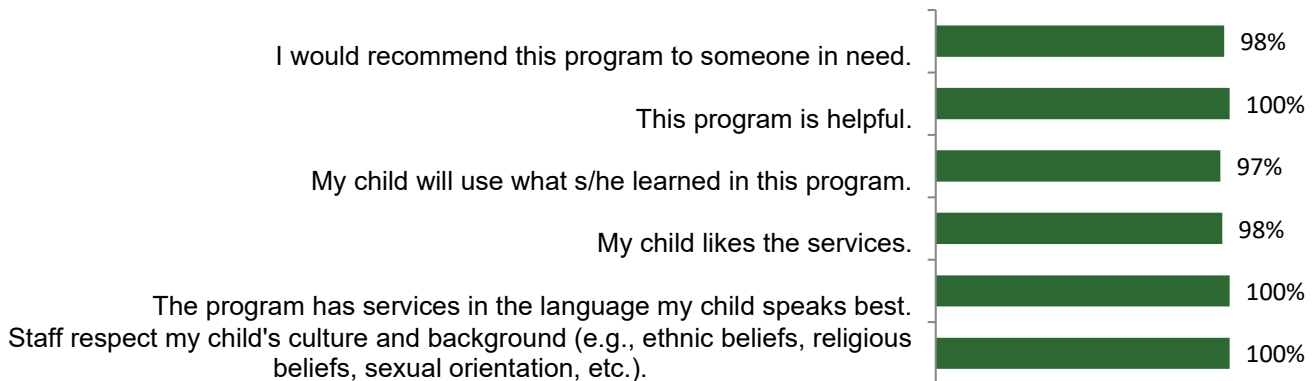 I would recommend this program to someone in need.
98%
This program is helpful.
100%
My child will use what s/he learned in this program.
97%
My child likes the services.
98%
The program has services in the language my child speaks best.
100%
Staff respect my child's culture and background (e.g., ethnic beliefs, religious
beliefs, sexual orientation, etc.).
100%